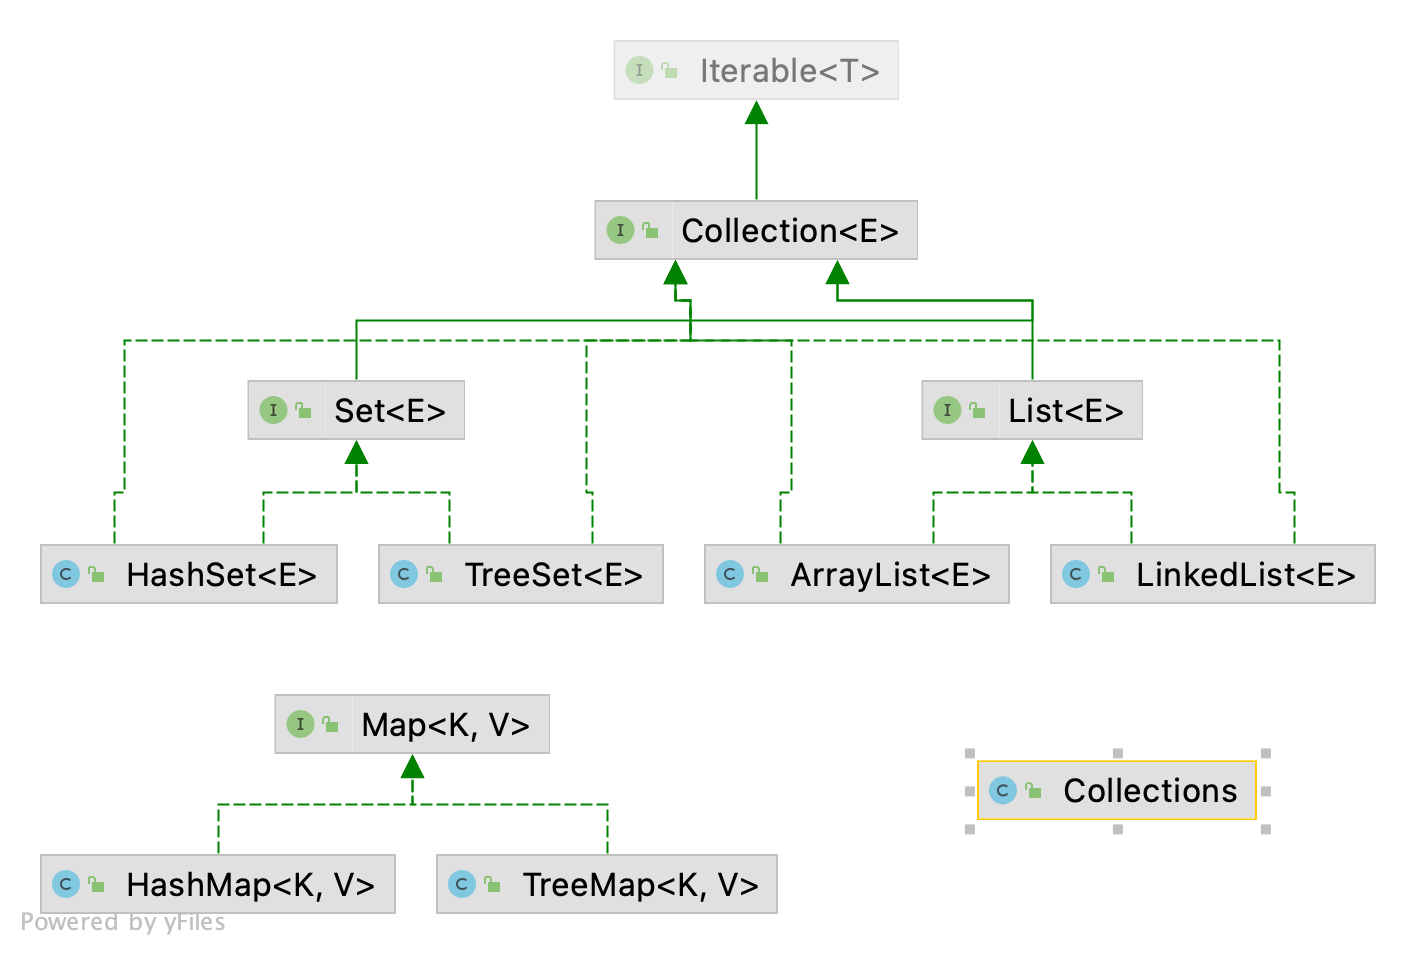 I Iterable<T>
I Collection<E>
I Set<E>
I List<E>
C HashSet<E>
C TreeSet<E>
C ArrayList<E>
C LinkedList<E>
I Map<K, V>
C Collections
C HashMap<K, V>
C TreeMap<K, V>
Powered by yFiles